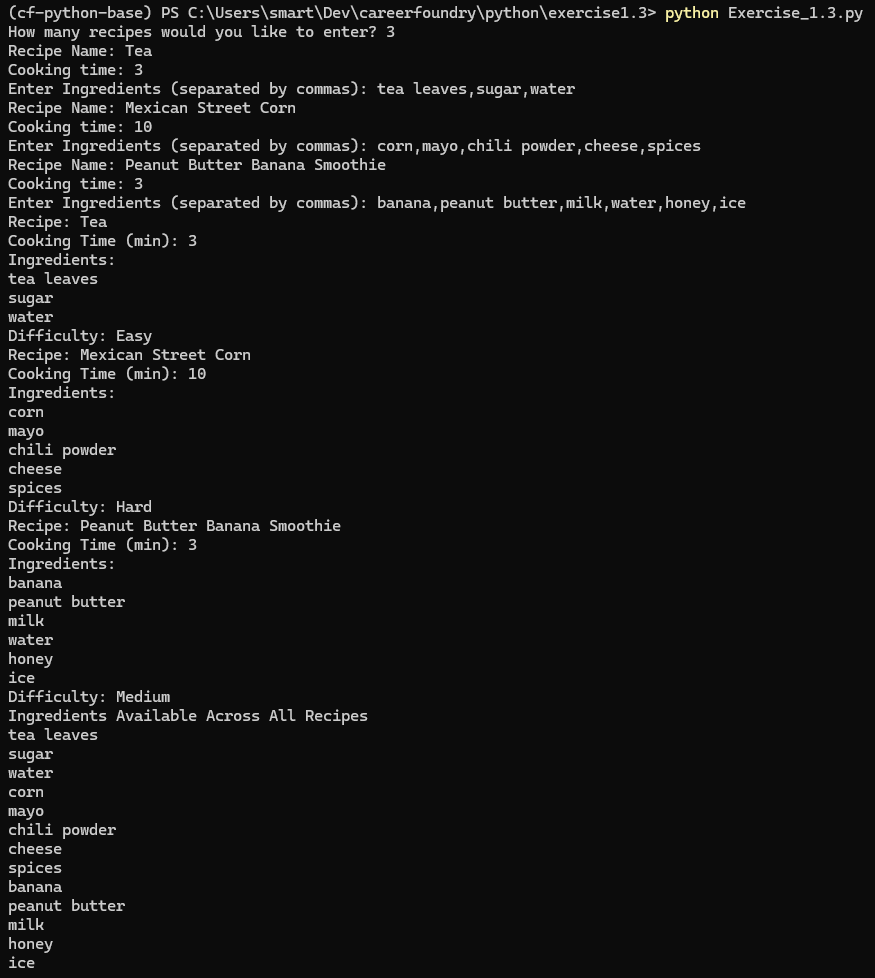 (cf-python-base) PS C:\Users\smart\Dev\careerfoundry\python\exercise1.3> python Exercise_1.3.py
How many recipes would you like to enter? 3
Recipe Name: Tea
Cooking time: 3
Enter Ingredients (separated by commas): tea leaves,sugar,water
Recipe Name: Mexican Street Corn
Cooking time: 10
Enter Ingredients (separated by commas): corn,mayo,chili powder,cheese,spices
Recipe Name: Peanut Butter Banana Smoothie
Cooking time: 3
Enter Ingredients (separated by commas): banana,peanut butter,milk,water,honey,ice
Recipe: Tea
Cooking Time (min): 3
Ingredients:
tea leaves
sugar
water
Difficulty: Easy
Recipe: Mexican Street Corn
Cooking Time (min): 10
Ingredients:
corn
mayo
chili powder
cheese
spices
Difficulty: Hard
Recipe: Peanut Butter Banana Smoothie
Cooking Time (min): 3
Ingredients:
banana
peanut butter
milk
water
honey
ice
Difficulty: Medium
Ingredients Available Across All Recipes
tea leaves
sugar
water
corn
mayo
chili powder
cheese
spices
banana
peanut butter
milk
honey
ice